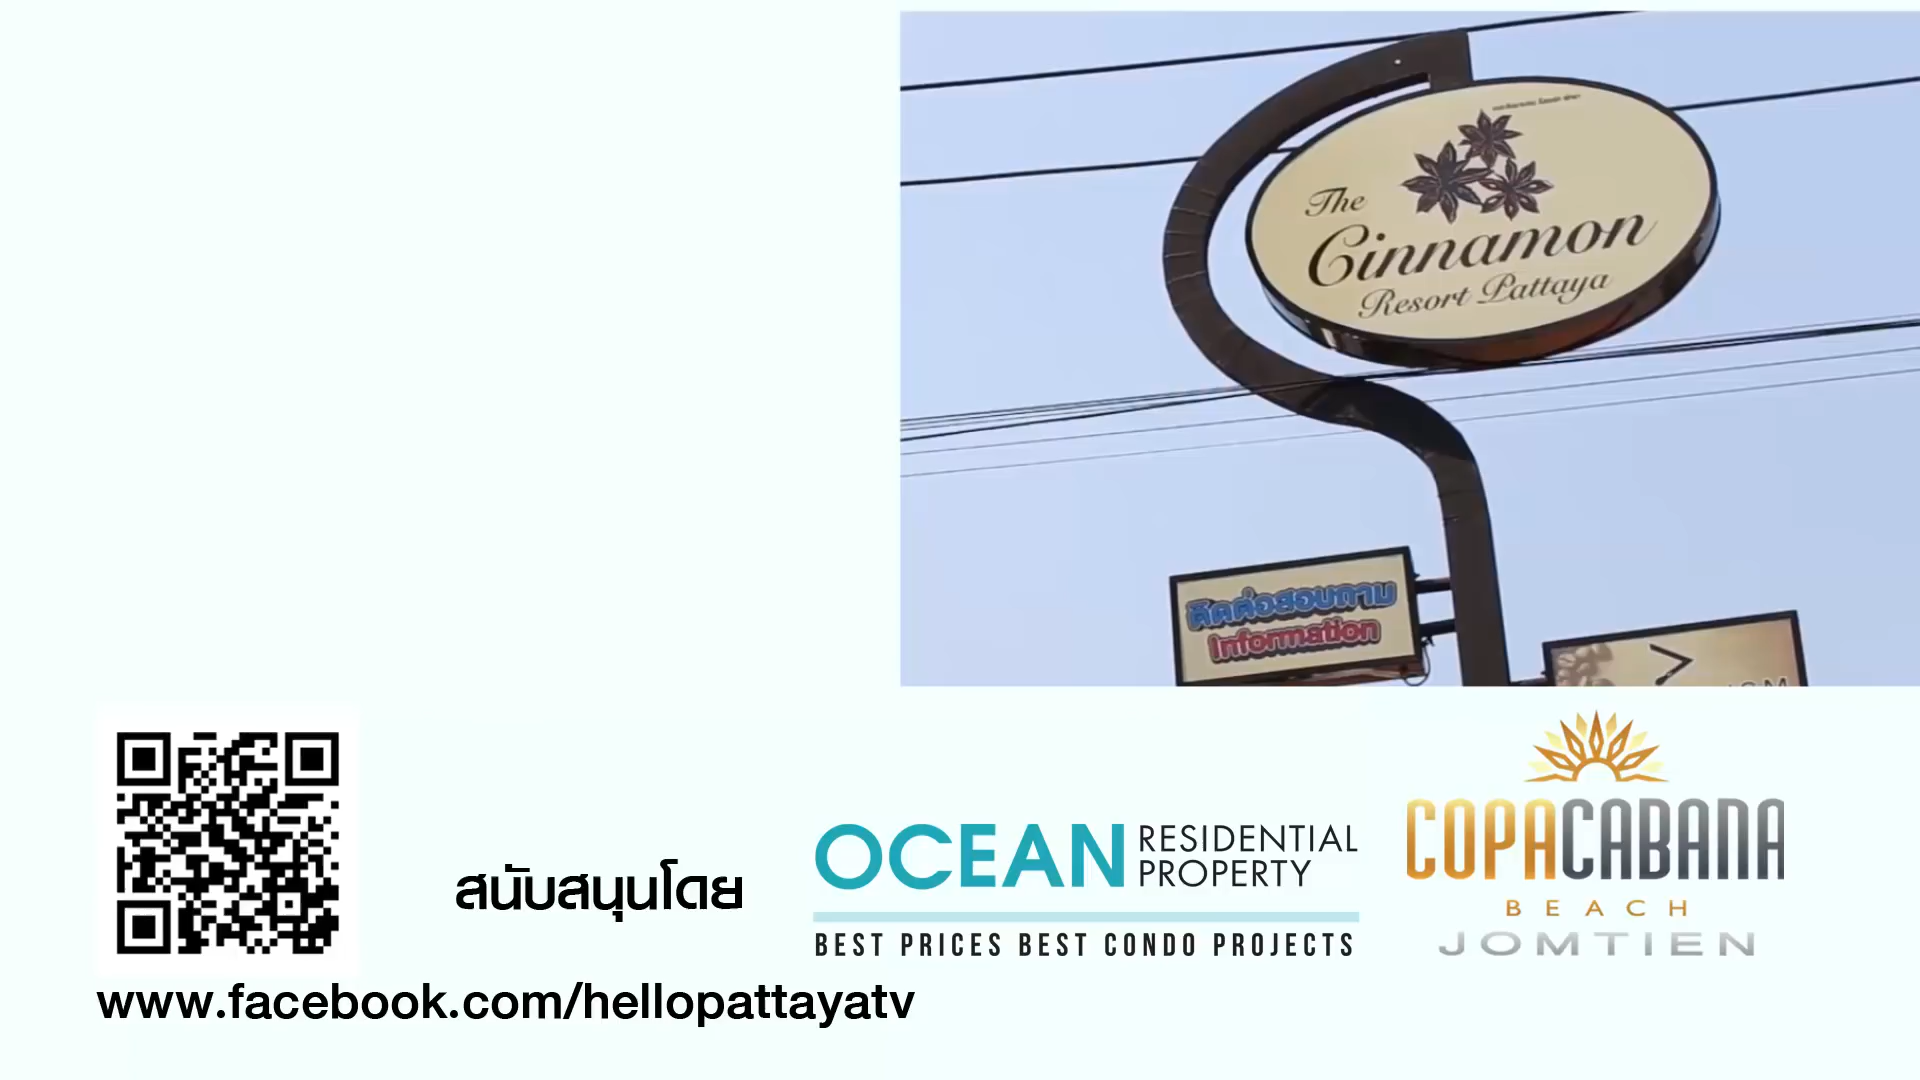 The
Cinnamon
Resort Pattaya
ติดต่อสอบถาม
Information
สนับสนุนโดย
OCEAN RESIDENTIAL PROPERTY
BEST PRICES BEST CONDO PROJECTS
COPACABANA
BEACH
JOMTIEN
www.facebook.com/hellopattayatv